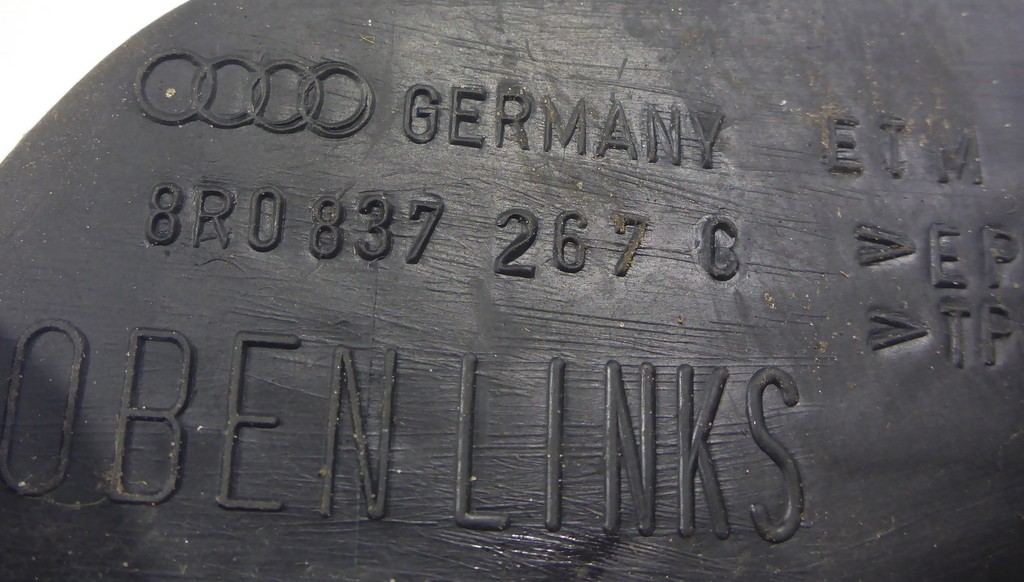 GERMANY ETM
8R0 837 267 C >EP
OBEN LINKS >TP